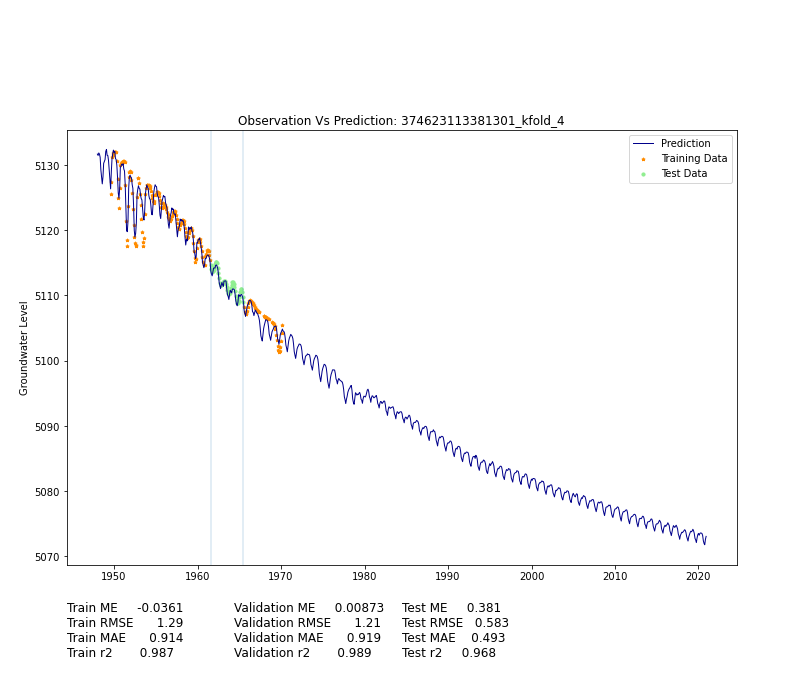 Observation Vs Prediction: 374623113381301_kfold_4
Prediction
Training Data
Test Data
Groundwater Level
5130
5120
5110
5100
5090
5080
5070
1950 1960 1970 1980 1990 2000 2010 2020
Train ME -0.0361 Validation ME 0.00873 Test ME 0.381
Train RMSE 1.29 Validation RMSE 1.21 Test RMSE 0.583
Train MAE 0.914 Validation MAE 0.919 Test MAE 0.493
Train r2 0.987 Validation r2 0.989 Test r2 0.968